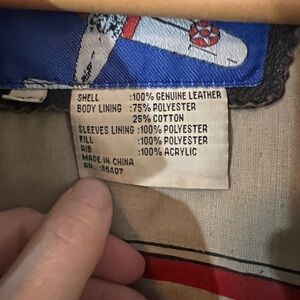 SHELL :100% GENUINE LEATHER
BODY LINING :75% POLYESTER
25% COTTON
SLEEVES LINING :100% POLYESTER
FILL :100% POLYESTER
RIB :100% ACRYLIC
MADE IN CHINA
RN :86407